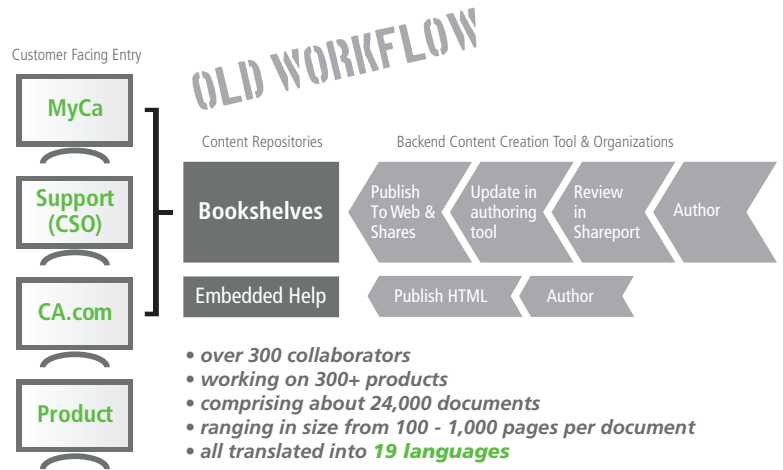 OLD WORKFLOW
Customer Facing Entry
MyCa
Support
(CSO)
CA.com
Product
Content Repositories
Bookshelves
Embedded Help
Backend Content Creation Tool & Organizations
Publish
To Web &
Shares
Update in
authoring
tool
Review
in
Shareport
Author
Publish HTML
Author
• over 300 collaborators
• working on 300+ products
• comprising about 24,000 documents
• ranging in size from 100 - 1,000 pages per document
• all translated into 19 languages